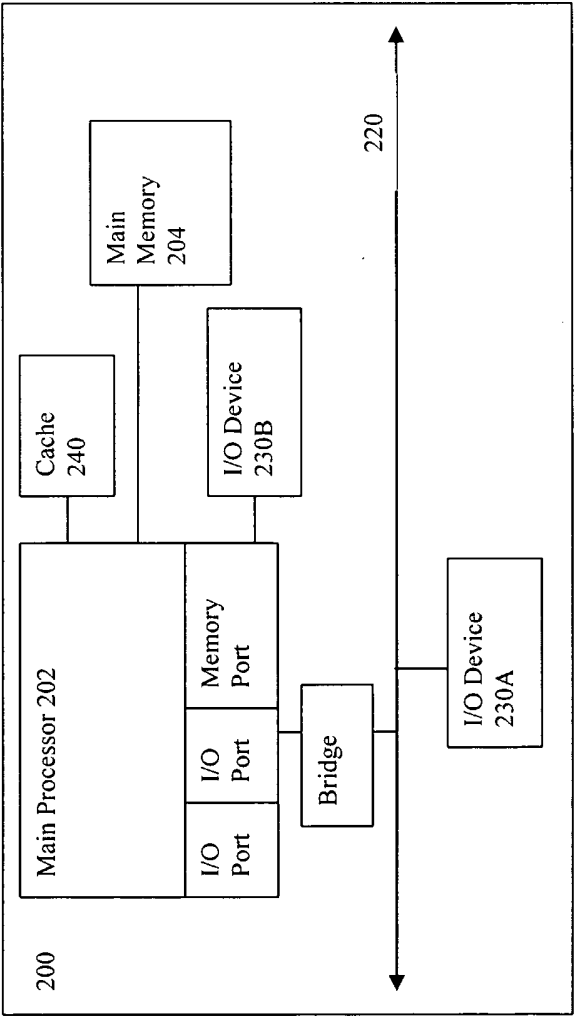 200
Main Processor 202
I/O
Port
I/O
Port
Memory
Port
Cache
240
Main
Memory
204
I/O Device
230B
Bridge
220
I/O Device
230A